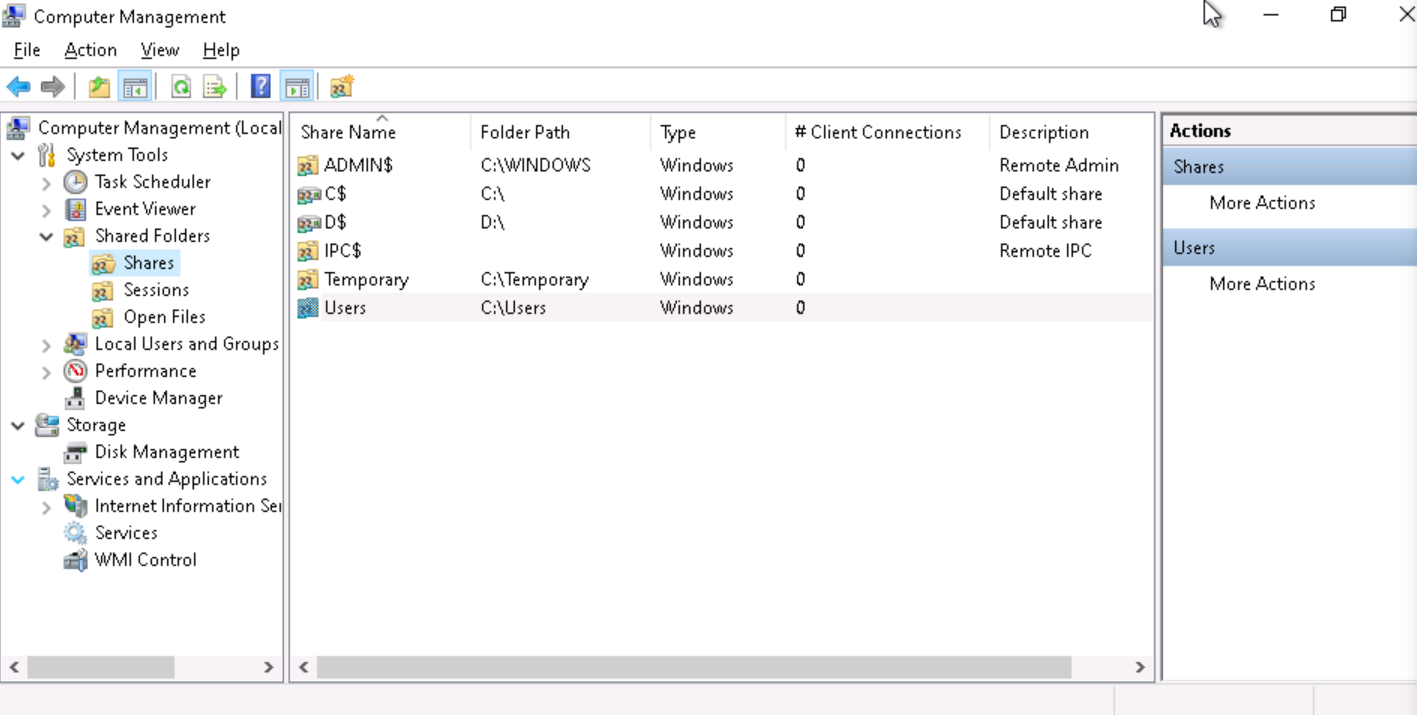 Computer Management
File Action View Help
Computer Management (Local
System Tools
Task Scheduler
Event Viewer
Shared Folders
Shares
Sessions
Open Files
Local Users and Groups
Performance
Device Manager
Storage
Disk Management
Services and Applications
Internet Information Ser
Services
WMI Control
Share Name Folder Path Type # Client Connections Description
ADMIN$ C:\WINDOWS Windows 0 Remote Admin
C$ C:\ Windows 0 Default share
D$ D:\ Windows 0 Default share
IPC$ Windows 0 Remote IPC
Temporary C:\Temporary Windows 0
Users C:\Users Windows 0
Actions
Shares
More Actions
Users
More Actions